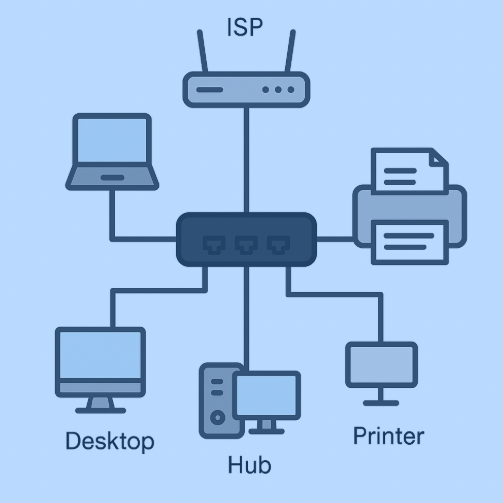 ISP
Desktop
Hub
Printer